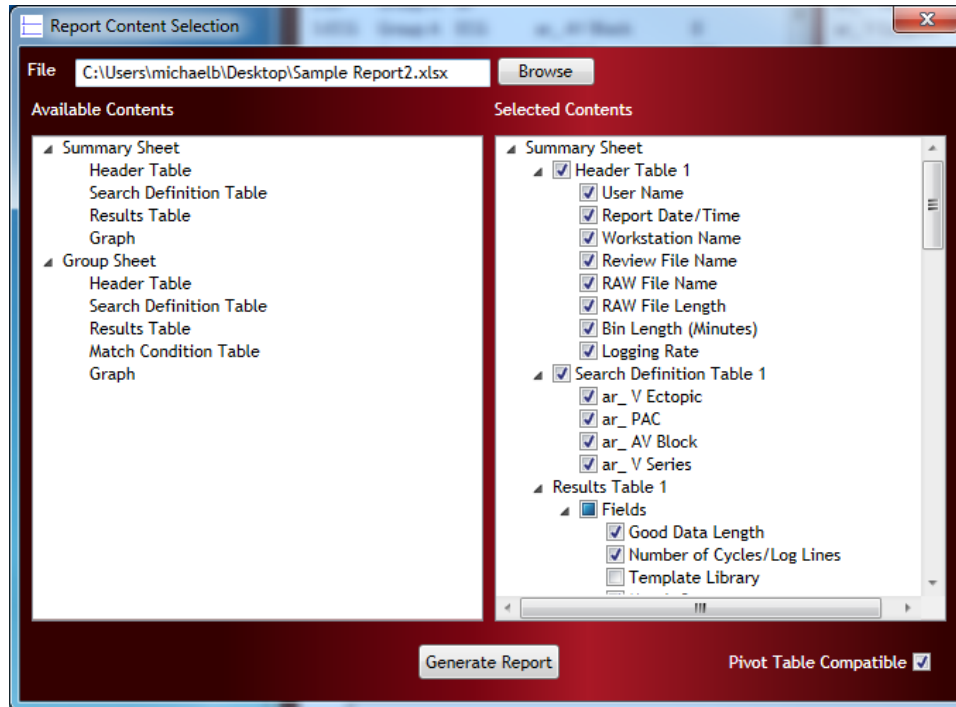 Report Content Selection
File C:\Users\michaelb\Desktop\Sample Report2.xlsx Browse
Available Contents
Summary Sheet
Header Table
Search Definition Table
Results Table
Graph
Group Sheet
Header Table
Search Definition Table
Results Table
Match Condition Table
Graph
Selected Contents
Summary Sheet
Header Table 1
User Name
Report Date/Time
Workstation Name
Review File Name
RAW File Name
RAW File Length
Bin Length (Minutes)
Logging Rate
Search Definition Table 1
ar_ V Ectopic
ar_ PAC
ar_ AV Block
ar_ V Series
Results Table 1
Fields
Good Data Length
Number of Cycles/Log Lines
Template Library
Generate Report
Pivot Table Compatible